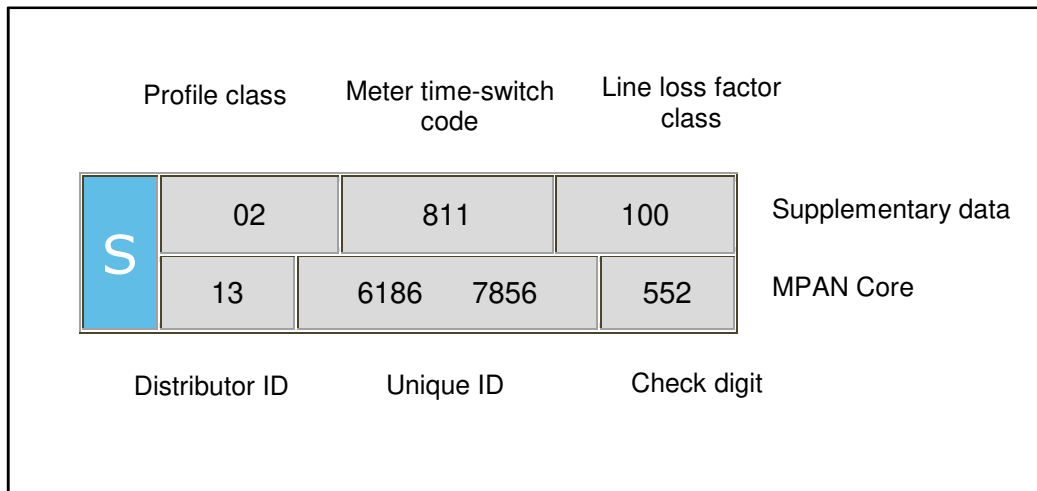 Profile class
Meter time-switch
code
Line loss factor
class
S
02 811 100
Supplementary data
13 6186 7856 552
MPAN Core
Distributor ID
Unique ID
Check digit